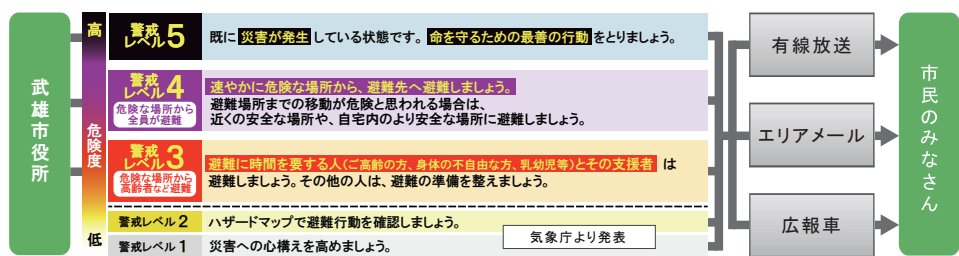 武雄市役所
高
危険度
低
警戒
レベル5
既に災害が発生している状態です。命を守るための最善の行動をとりましょう。
警戒
レベル4
危険な場所から
全員が避難
速やかに危険な場所から、避難先へ避難しましょう。
避難場所までの移動が危険と思われる場合は、
近くの安全な場所や、自宅内のより安全な場所に避難しましょう。
警戒
レベル3
危険な場所から
高齢者など避難
避難に時間を要する人(ご高齢の方、身体の不自由な方、乳幼児等)とその支援者は
避難しましょう。その他の人は、避難の準備を整えましょう。
警戒レベル2
ハザードマップで避難行動を確認しましょう。
警戒レベル1
災害への心構えを高めましょう。
気象庁より発表
有線放送
エリアメール
広報車
市民のみなさん